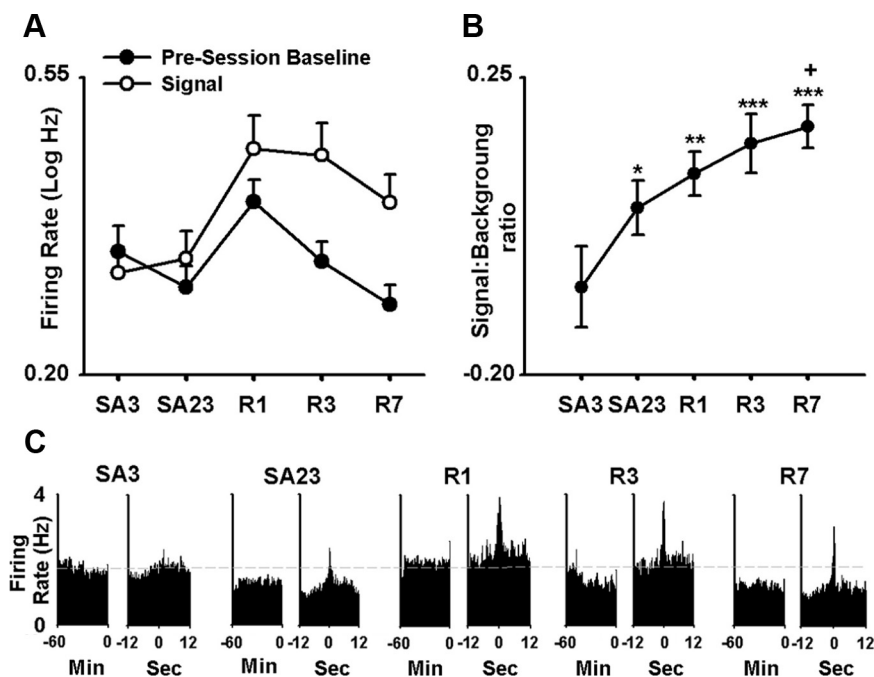 A
Pre-Session Baseline
Signal
0.55
Firing Rate (Log Hz)
0.20
SA3 SA23 R1 R3 R7
B
0.25
Signal:Backgroung
ratio
-0.20
* ** *** *** +
SA3 SA23 R1 R3 R7
C
SA3 SA23 R1 R3 R7
4
Firing
Rate (Hz)
0
-60 0 -12 0 12 -60 0 -12 0 12 -60 0 -12 0 12 -60 0 -12 0 12 -60 0 -12 0 12
Min Sec Min Sec Min Sec Min Sec Min Sec